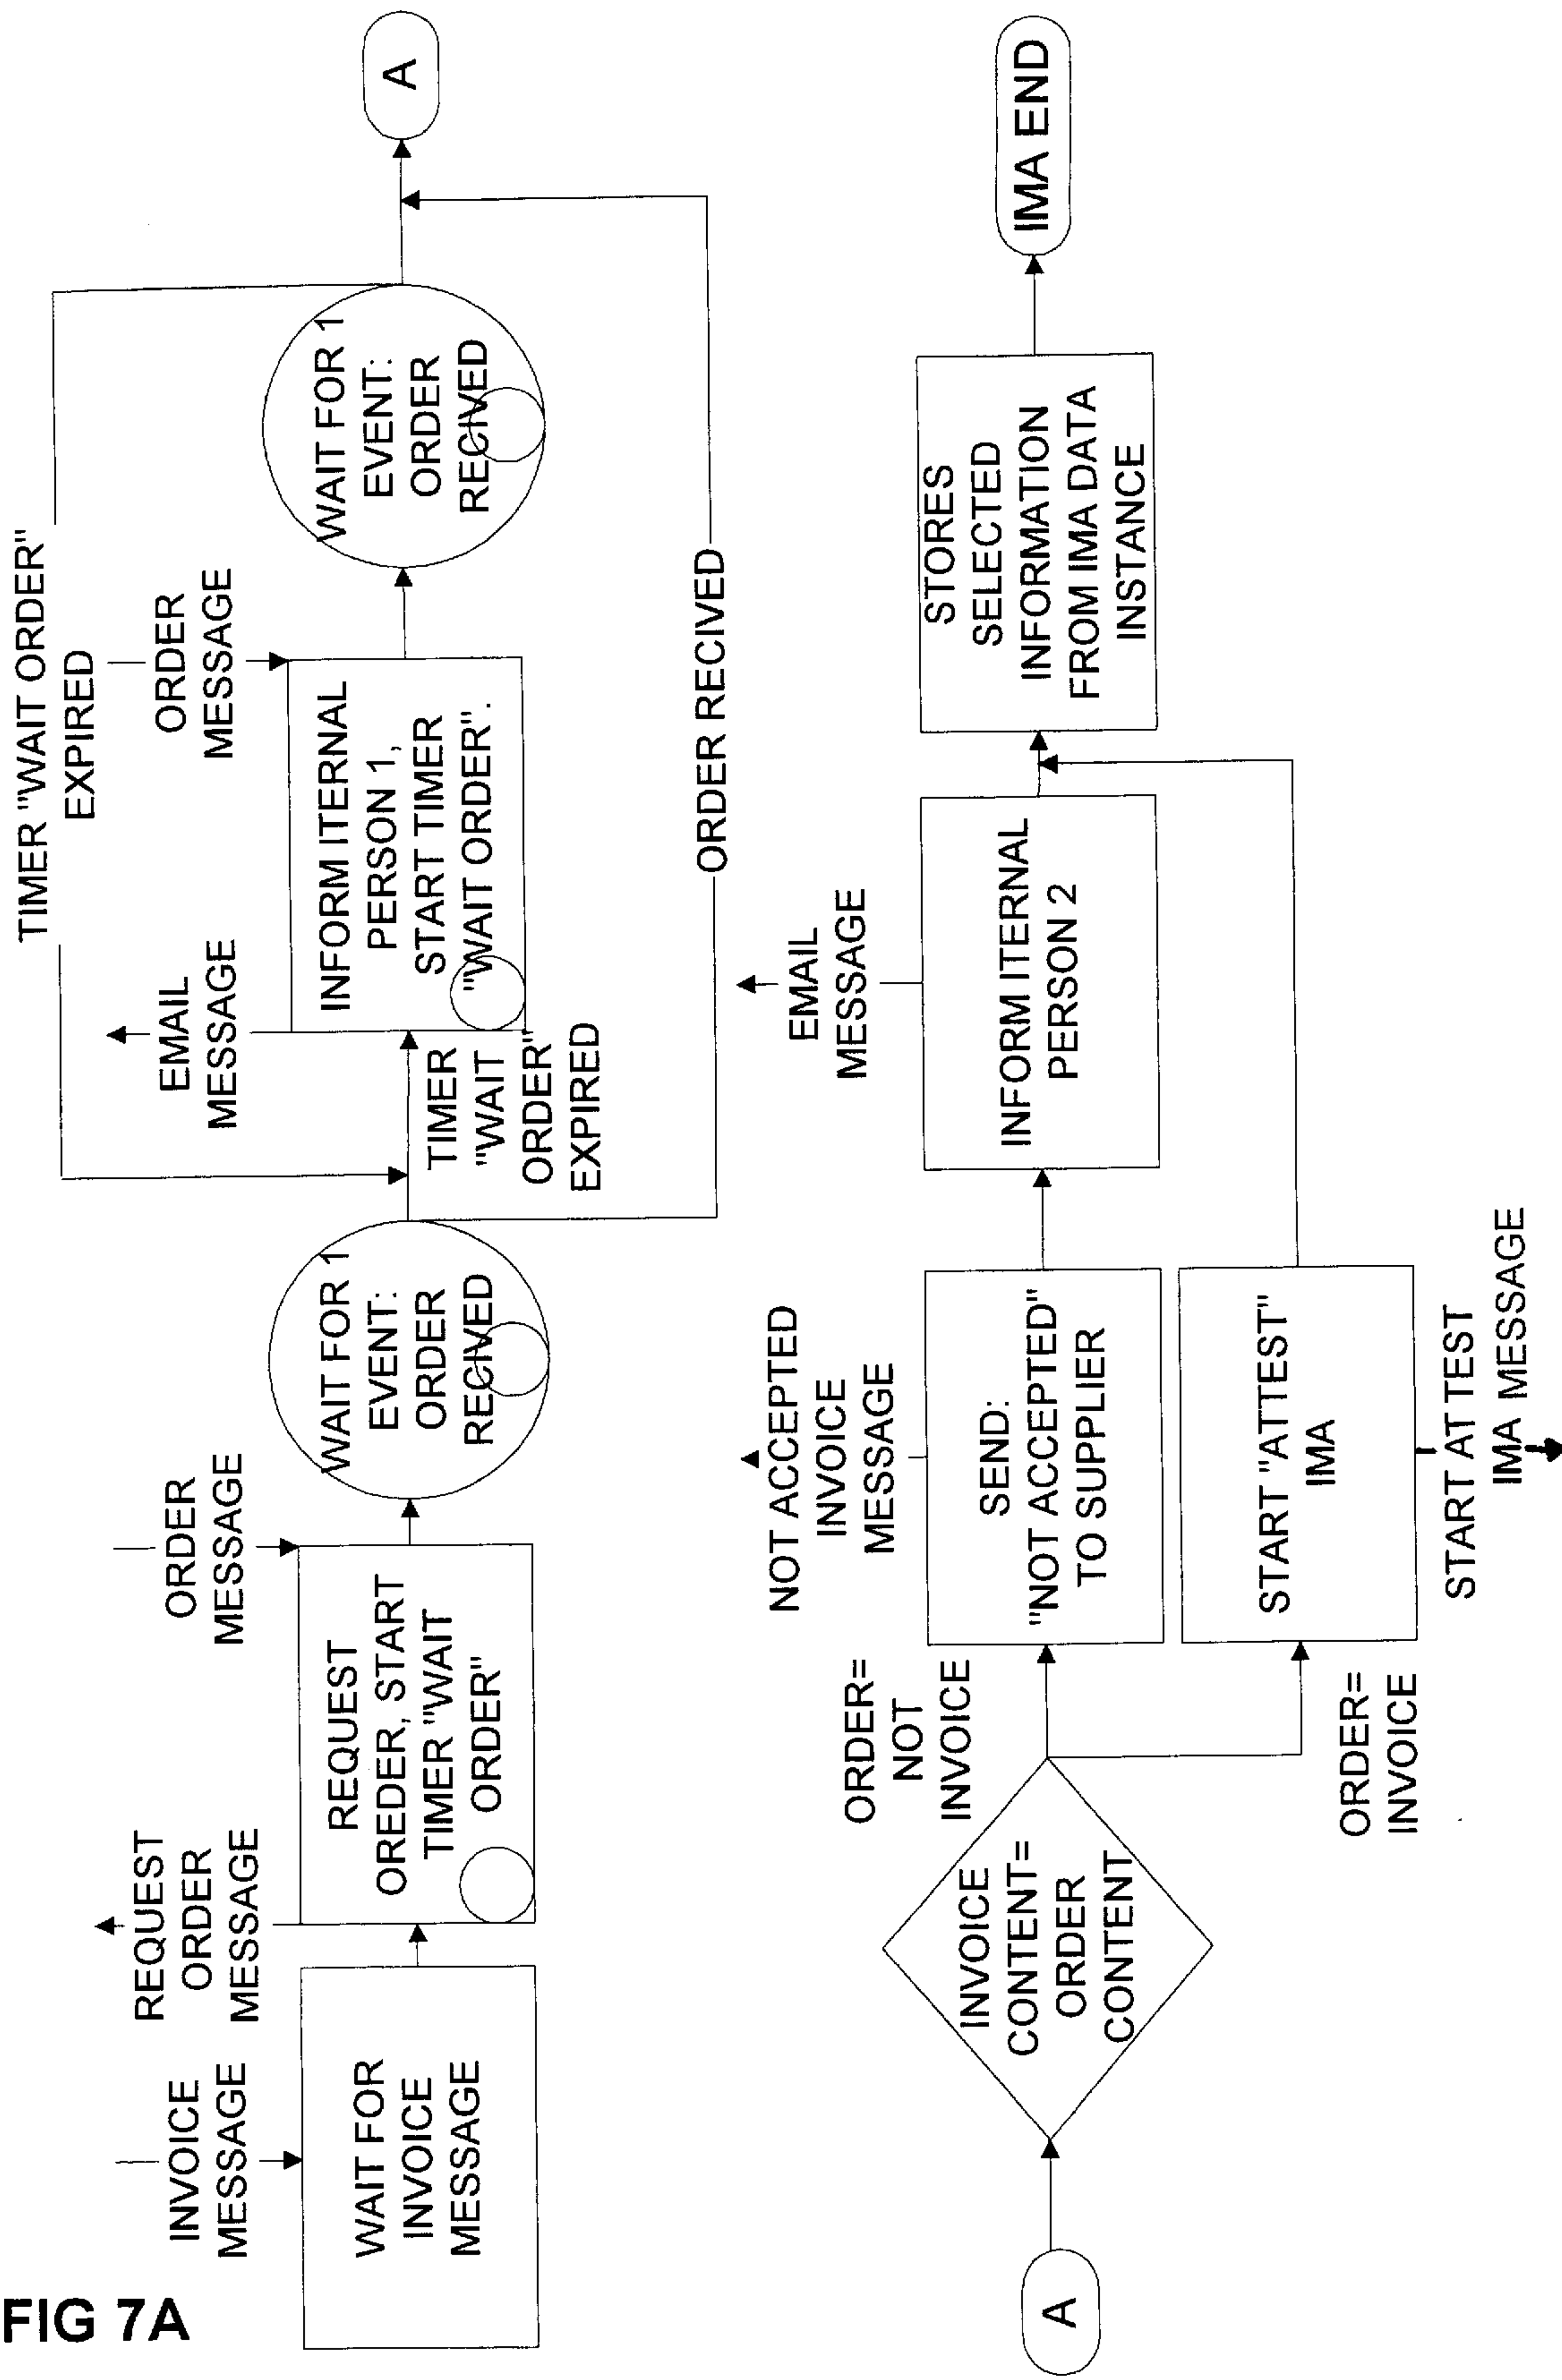 FIG 7A
INVOICE
MESSAGE
WAIT FOR
INVOICE
MESSAGE
REQUEST
ORDER
MESSAGE
REQUEST
OREDER, START
TIMER "WAIT
ORDER"
ORDER
MESSAGE
WAIT FOR 1
EVENT:
ORDER
RECIVED
TIMER
"WAIT
ORDER"
EXPIRED
EMAIL
MESSAGE
INFORM ITERNAL
PERSON 1,
START TIMER
"WAIT ORDER".
ORDER
MESSAGE
TIMER "WAIT ORDER"
EXPIRED
WAIT FOR 1
EVENT:
ORDER
RECIVED
ORDER RECIVED
A
A
INVOICE
CONTENT=
ORDER
CONTENT
ORDER=
NOT
INVOICE
ORDER=
INVOICE
NOT ACCEPTED
INVOICE
MESSAGE
SEND:
"NOT ACCEPTED"
TO SUPPLIER
START "ATTEST"
IMA
START ATTEST
IMA MESSAGE
EMAIL
MESSAGE
INFORM ITERNAL
PERSON 2
STORES
SELECTED
INFORMATION
FROM IMA DATA
INSTANCE
IMA END